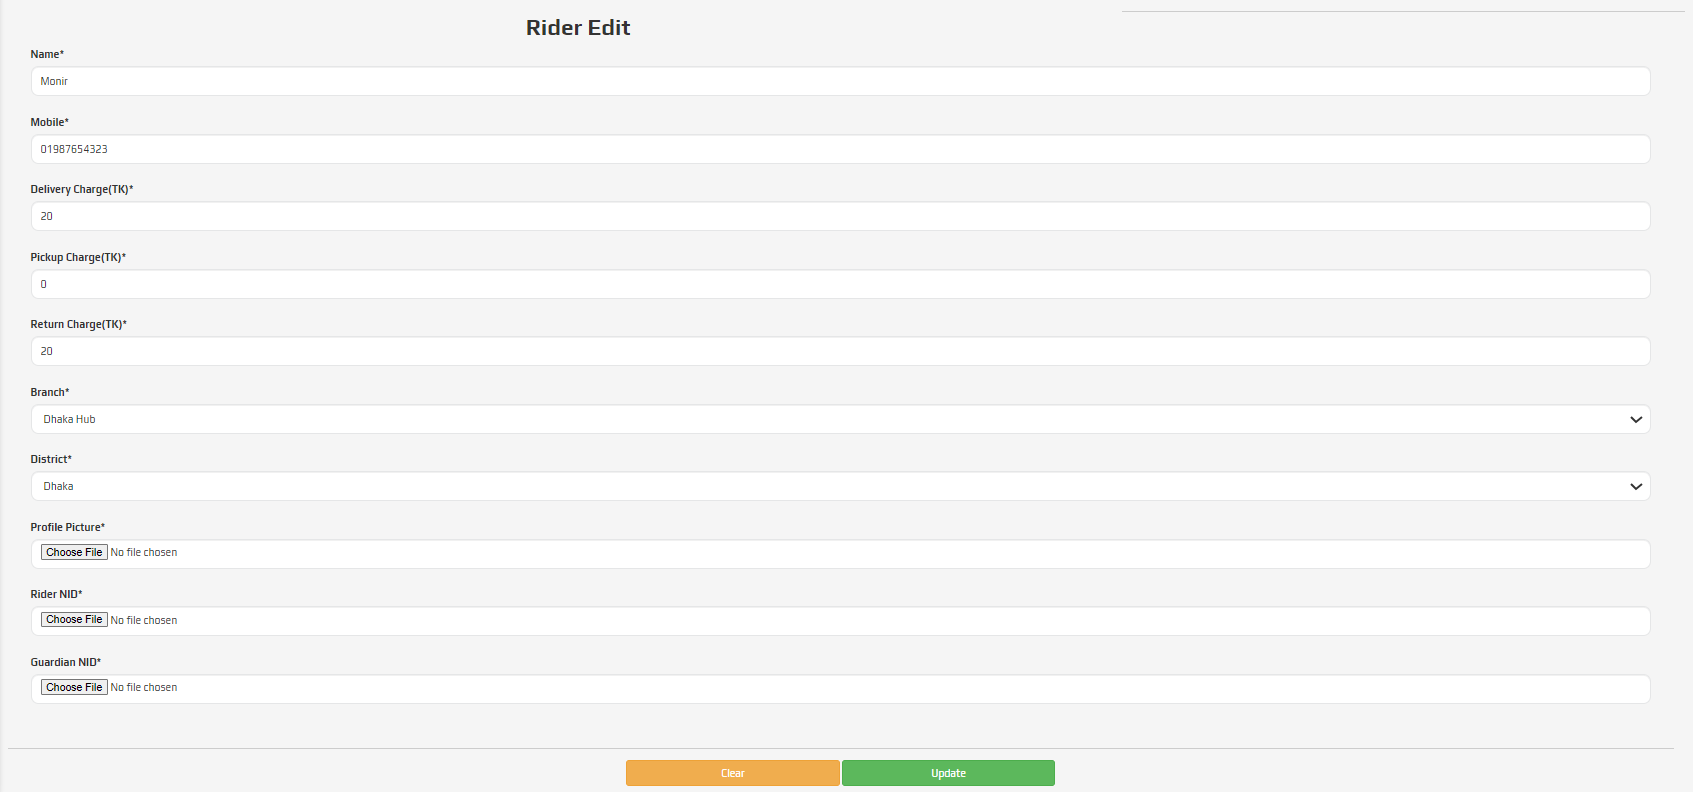 Rider Edit
Name*
Monir
Mobile*
01987654323
Delivery Charge(TK)*
20
Pickup Charge(TK)*
0
Return Charge(TK)*
20
Branch*
Dhaka Hub
District*
Dhaka
Profile Picture*
Choose File No file chosen
Rider NID*
Choose File No file chosen
Guardian NID*
Choose File No file chosen
Clear Update